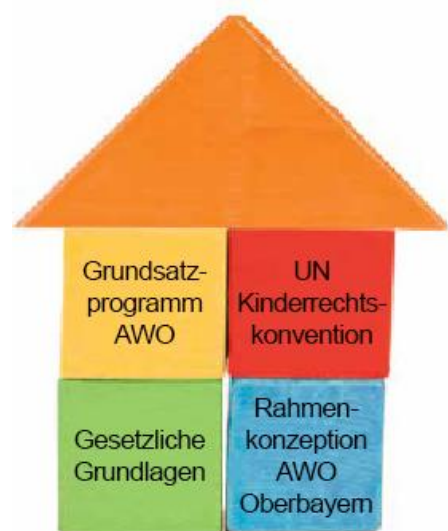 Grundsatz-
programm
AWO
UN
Kinderrechts-
konvention
Gesetzliche
Grundlagen
Rahmen-
konzeption
AWO
Oberbayern